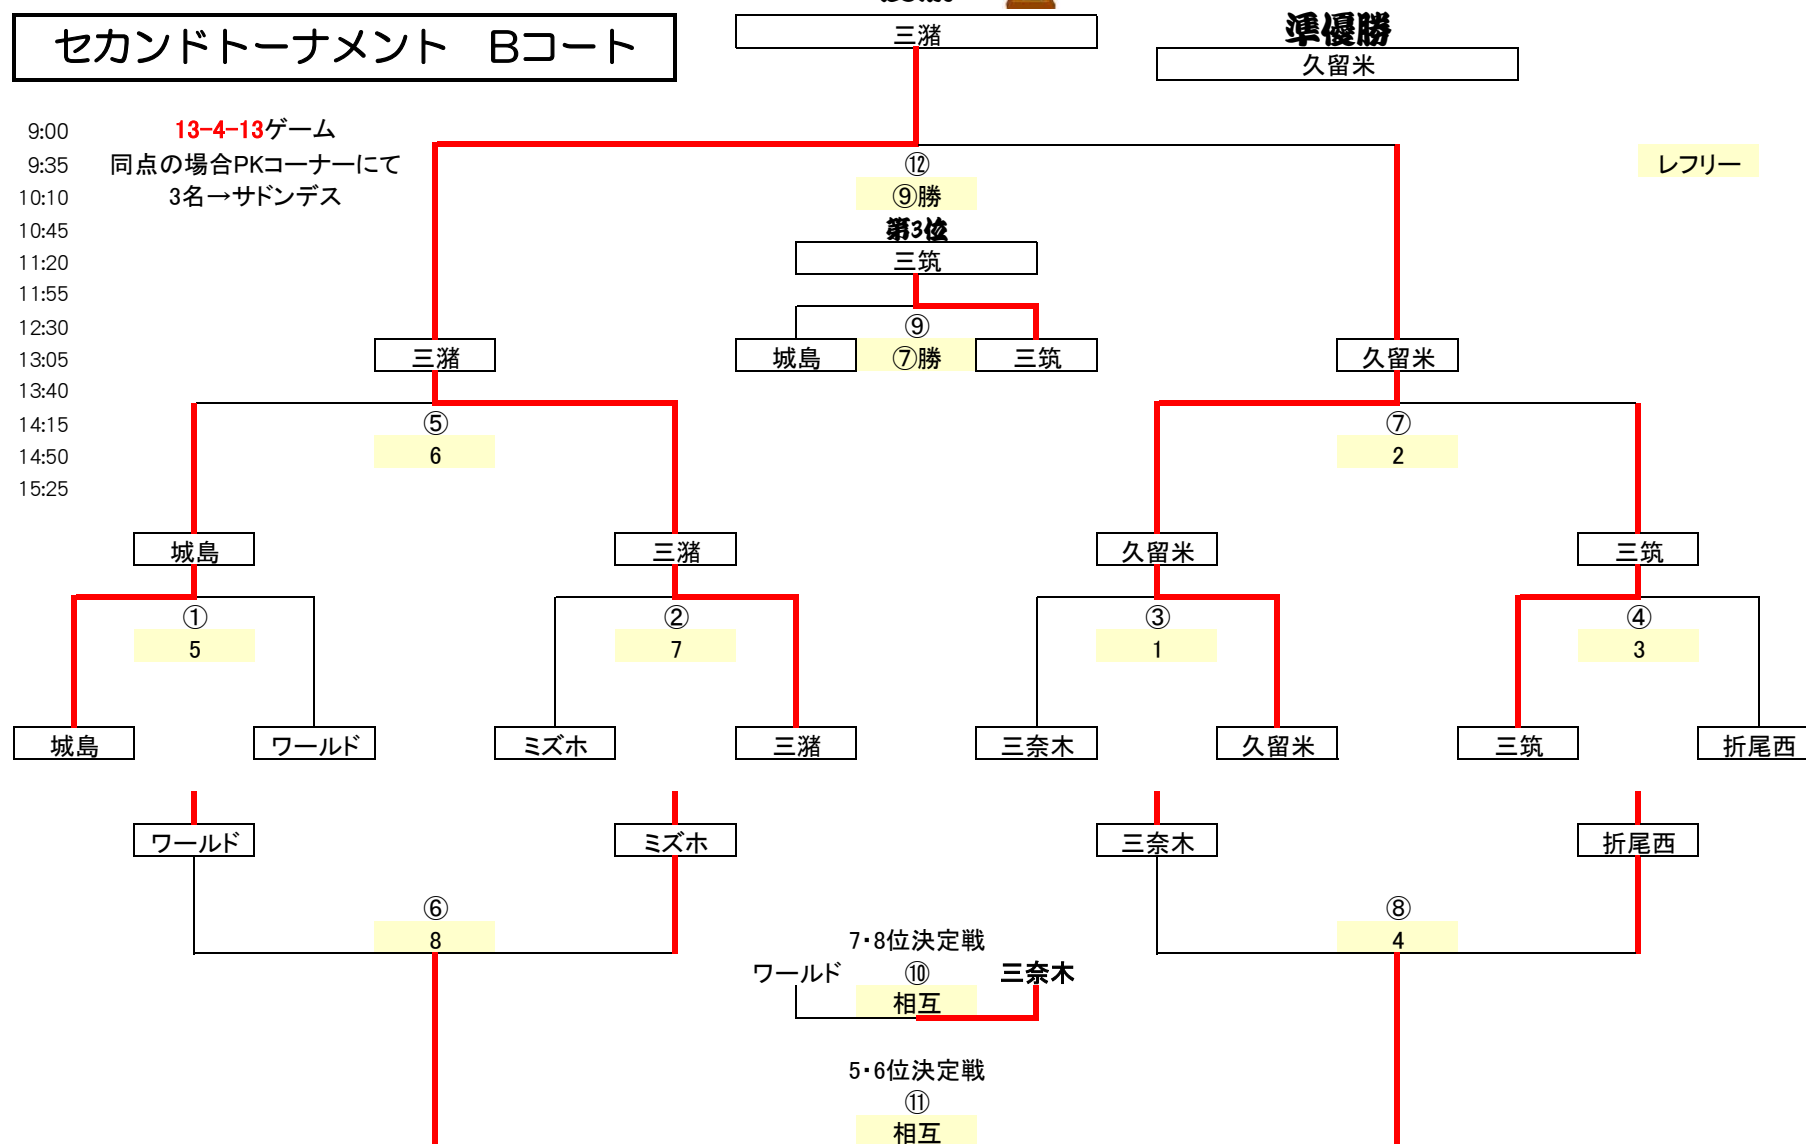 三潴
準優勝
セカンドトーナメント Bコート
久留米
9:00 13-4-13ゲーム
9:35 同点の場合PKコーナーにて
⑫
レフリー
10:10 3名→サドンデス
⑨勝
10:45
第3位
11:20
三筑
11:55
12:30
⑨
13:05
三潴
城島
⑦勝
三筑
久留米
13:40
14:15
⑤
⑦
14:50
6
2
15:25
城島
三潴
久留米
三筑
①
②
③
④
5
7
1
3
城島
ワールド
ミズホ
三潴
三奈木
久留米
三筑
折尾西
ワールド
ミズホ
三奈木
折尾西
⑥
⑧
8
4
7・8位決定戦
ワールド
⑩
三奈木
相互
5・6位決定戦
⑪
相互